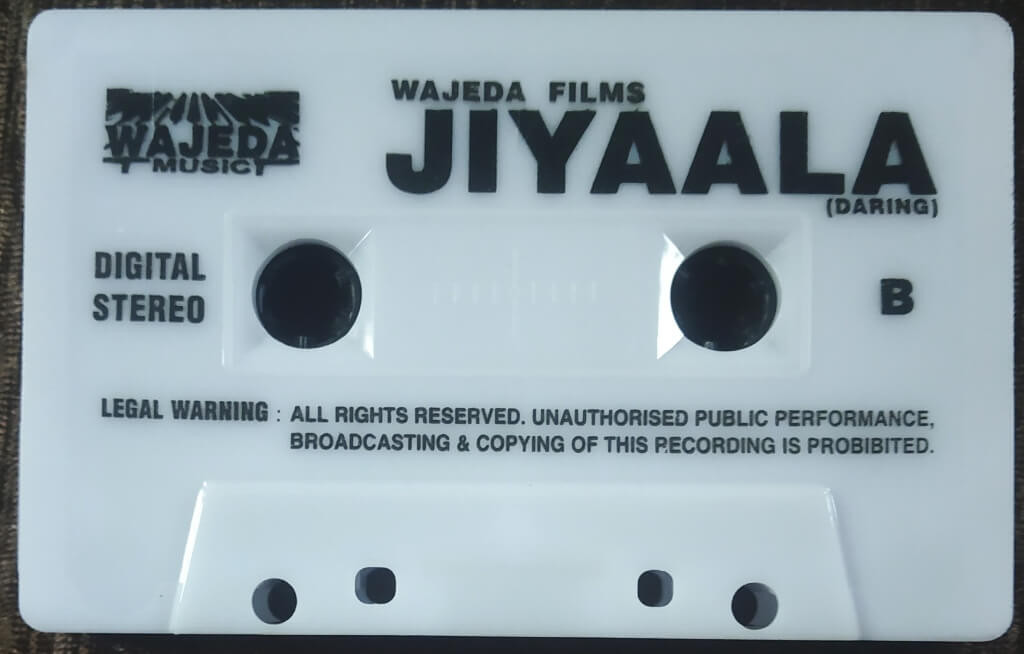 WAJEDA
MUSIC
WAJEDA FILMS
JIYAALA
(DARING)
DIGITAL
STEREO
B
LEGAL WARNING : ALL RIGHTS RESERVED. UNAUTHORISED PUBLIC PERFORMANCE,
BROADCASTING & COPYING OF THIS RECORDING IS PROBIBITED.